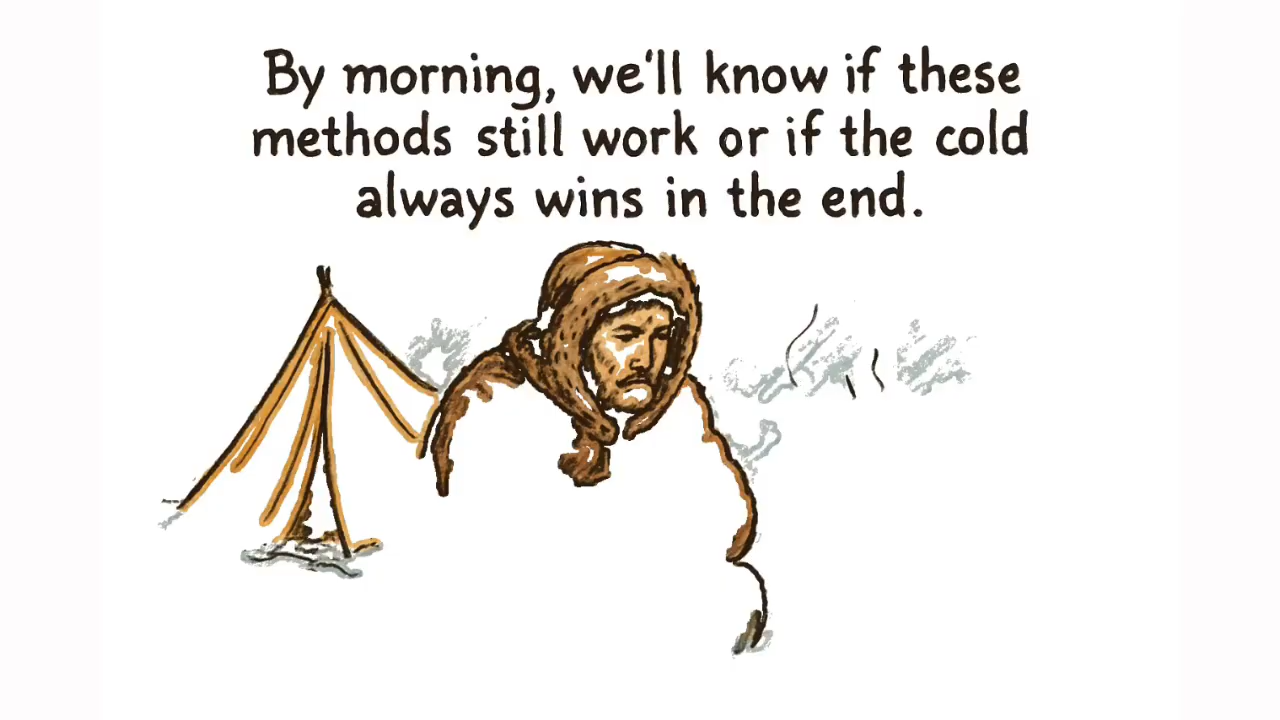 By morning, we'll know if these
methods still work or if the cold
always wins in the end.